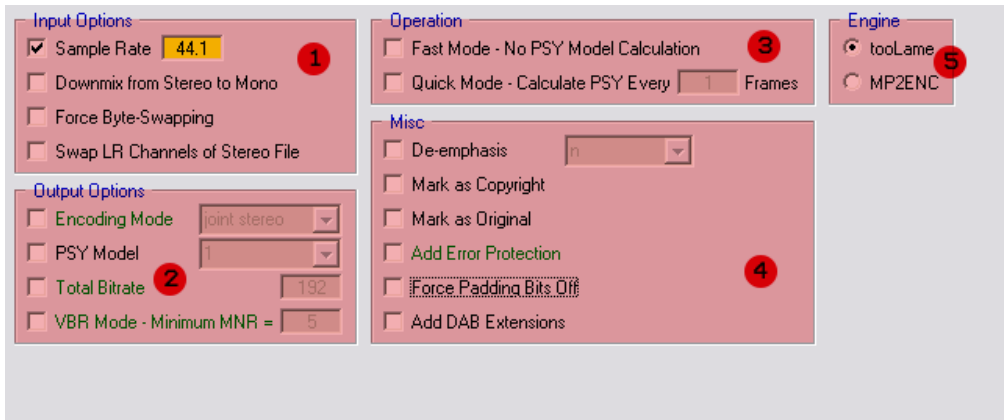 Input Options
Sample Rate 44.1
1
Downmix from Stereo to Mono
Force Byte-Swapping
Swap LR Channels of Stereo File
Output Options
Encoding Mode joint stereo
PSY Model 1
Total Bitrate 2 192
VBR Mode - Minimum MNR = 5
Operation
Fast Mode - No PSY Model Calculation
3
Quick Mode - Calculate PSY Every 1 Frames
Misc
De-emphasis n
Mark as Copyright
Mark as Original
Add Error Protection
4
Force Padding Bits Off
Add DAB Extensions
Engine
tooLame
5
MP2ENC